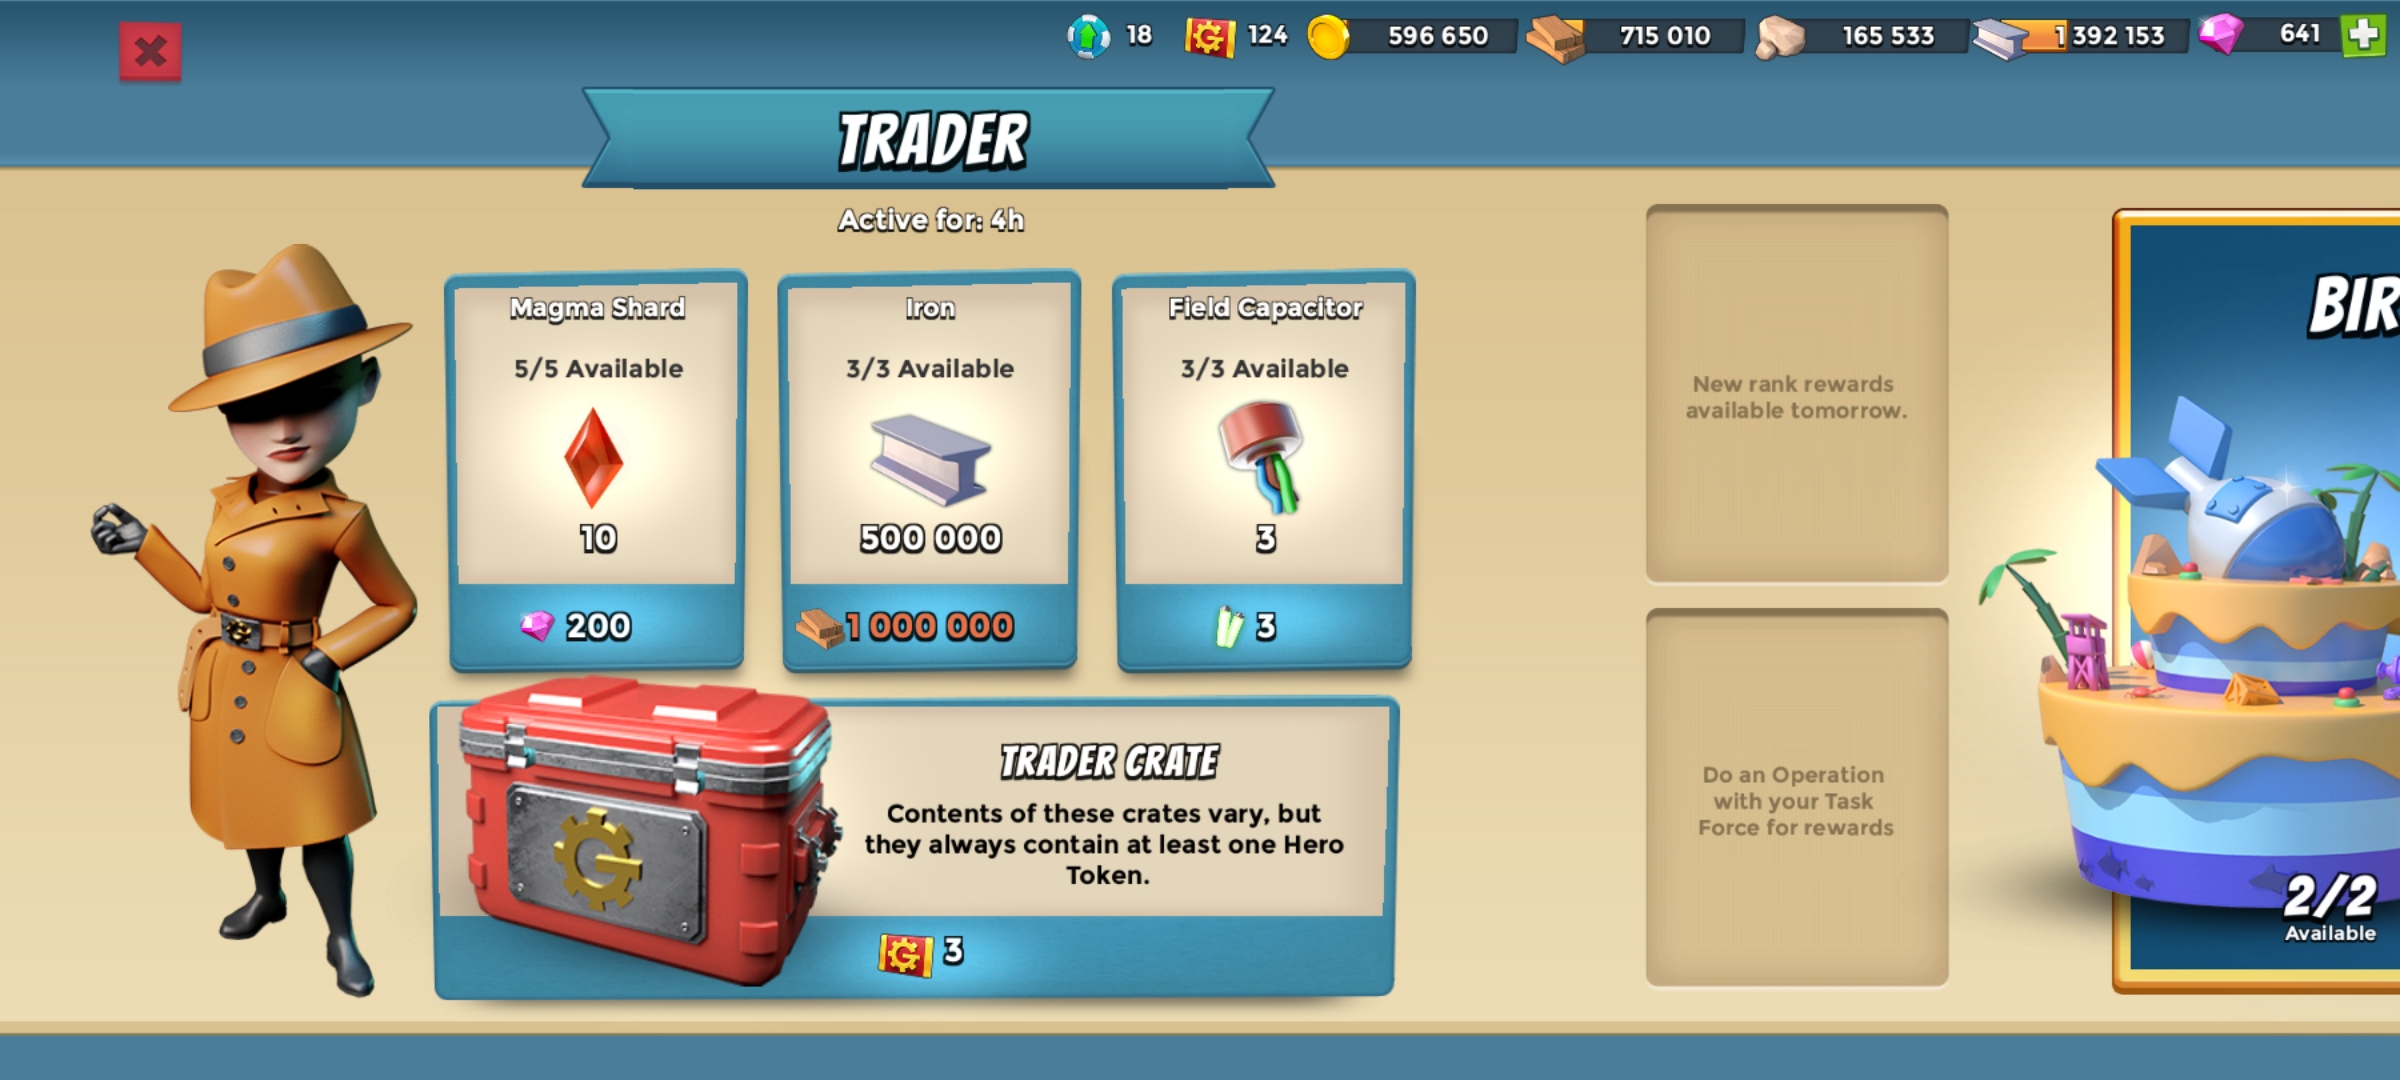 18
124
596 650
715 010
165 533
1 392 153
641
TRADER
Active for: 4h
Magma Shard
5/5 Available
10
200
Iron
3/3 Available
500 000
1 000 000
Field Capacitor
3/3 Available
3
3
TRADER CRATE
Contents of these crates vary, but
they always contain at least one Hero
Token.
3
New rank rewards
available tomorrow.
Do an Operation
with your Task
Force for rewards
BIR
2/2
Available